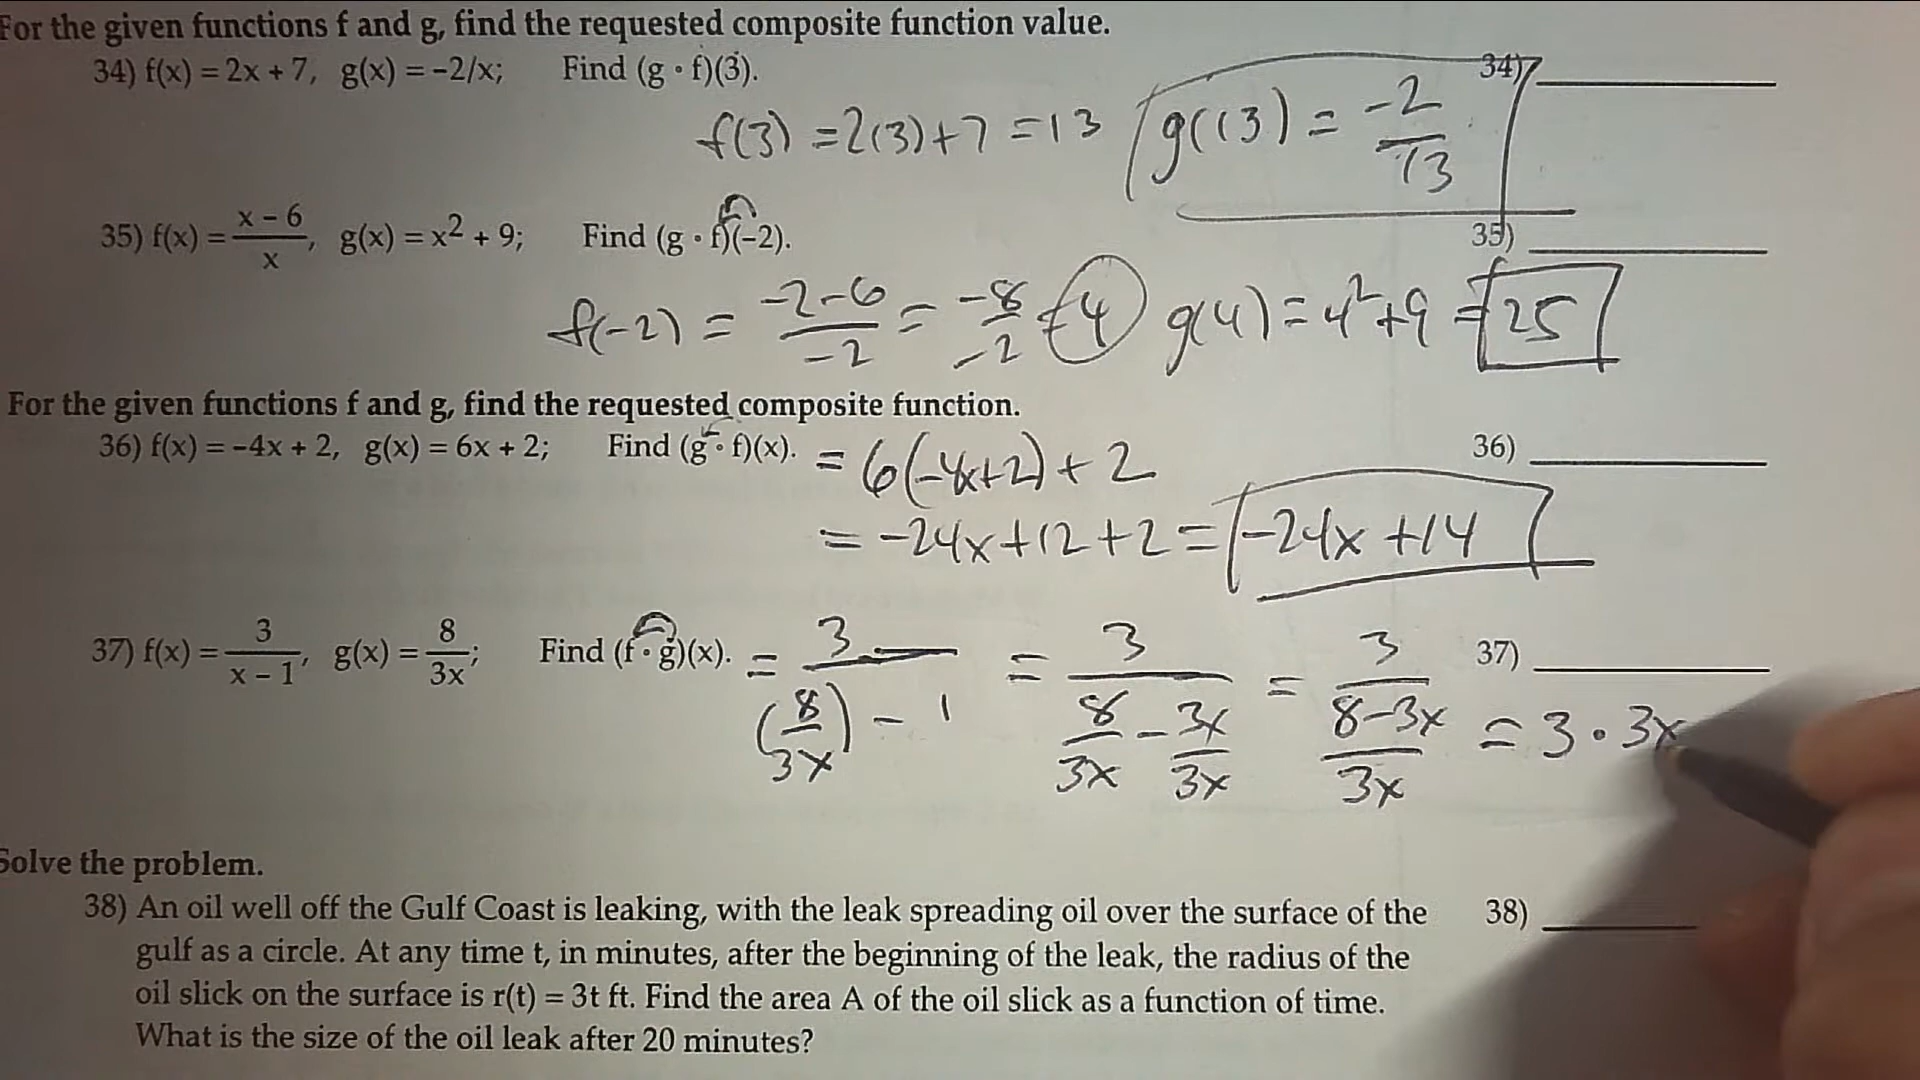 For the given functions f and g, find the requested composite function value.
34) f(x) = 2x + 7, g(x) = -2/x; Find (g ∘ f)(3). 34)
f(3) = 2(3)+7 = 13 g(13) = -2/13
35) f(x) = (x - 6)/x, g(x) = x² + 9; Find (g ∘ f)(-2). 35)
f(-2) = (-2-6)/-2 = -8/-2 = 4 g(4) = 4²+9 = 25
For the given functions f and g, find the requested composite function.
36) f(x) = -4x + 2, g(x) = 6x + 2; Find (g ∘ f)(x). = 6(-4x+2) + 2 36)
= -24x+12+2 = -24x+14
37) f(x) = 3/(x - 1), g(x) = 8/3x; Find (f ∘ g)(x). = 3/((8/3x) - 1) = 3/(8/3x - 3x/3x) = 3/((8-3x)/3x) = 3 · 3x 37)
Solve the problem.
38) An oil well off the Gulf Coast is leaking, with the leak spreading oil over the surface of the 38)
gulf as a circle. At any time t, in minutes, after the beginning of the leak, the radius of the
oil slick on the surface is r(t) = 3t ft. Find the area A of the oil slick as a function of time.
What is the size of the oil leak after 20 minutes?